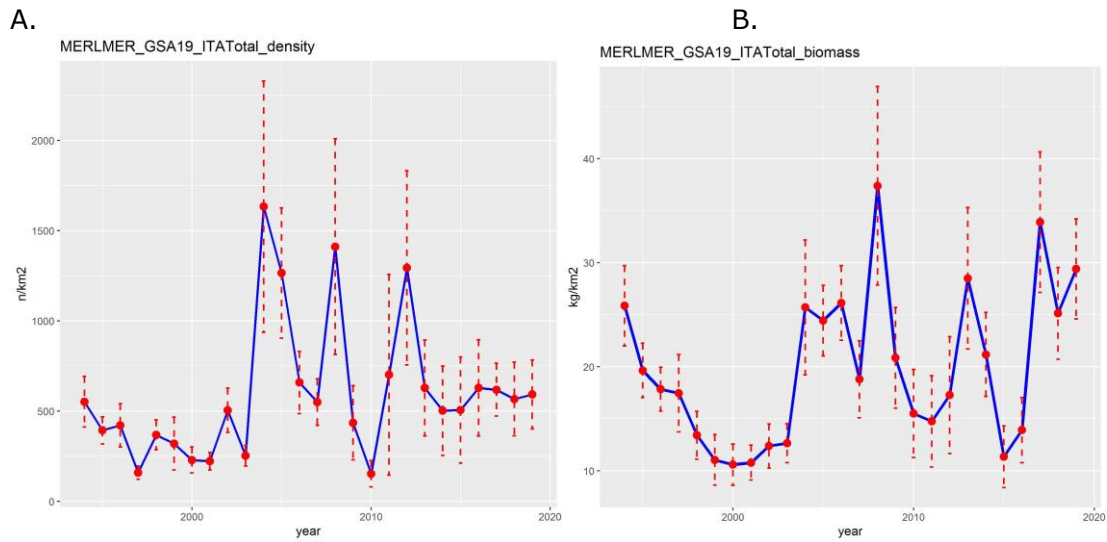 A.
MERLMER_GSA19_ITATotal_density
n/km2
2000
1500
1000
500
0
2000
2010
2020
year
B.
MERLMER_GSA19_ITATotal_biomass
kg/km2
40
30
20
10
2000
2010
2020
year